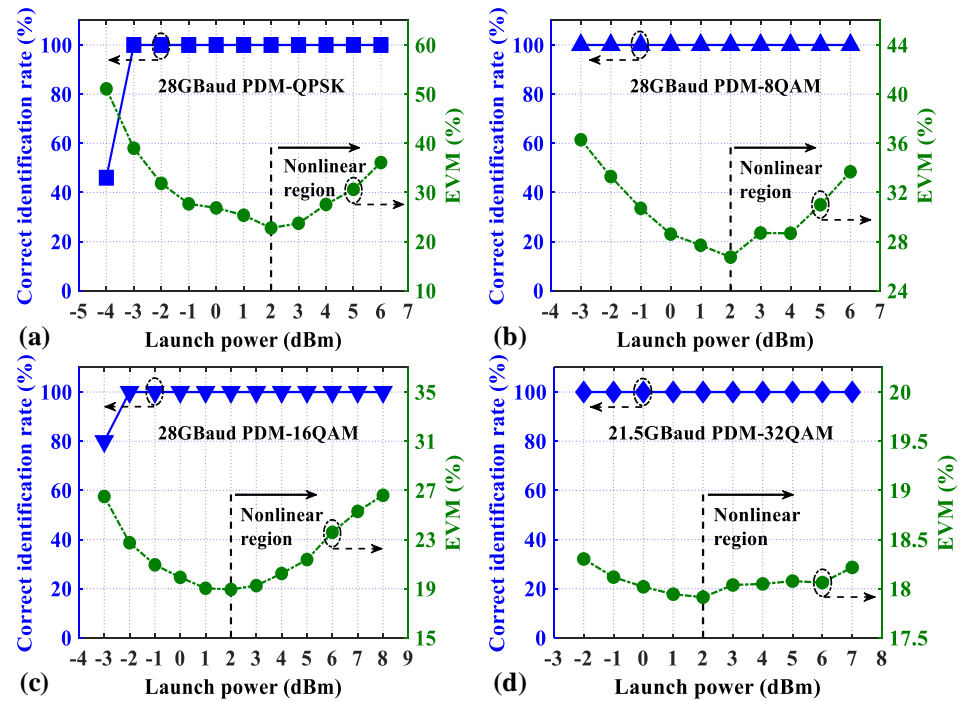 Correct identification rate (%)
100
80
60
40
20
0
28GBaud PDM-QPSK
Nonlinear
region
60
50
40
30
20
10
EVM (%)
-5 -4 -3 -2 -1 0 1 2 3 4 5 6 7
(a) Launch power (dBm)
Correct identification rate (%)
100
80
60
40
20
0
28GBaud PDM-8QAM
Nonlinear
region
44
40
36
32
28
24
EVM (%)
-5 -4 -3 -2 -1 0 1 2 3 4 5 6 7
(b) Launch power (dBm)
Correct identification rate (%)
100
80
60
40
20
0
28GBaud PDM-16QAM
Nonlinear
region
35
31
27
23
19
15
EVM (%)
-4 -3 -2 -1 0 1 2 3 4 5 6 7 8 9
(c) Launch power (dBm)
Correct identification rate (%)
100
80
60
40
20
0
21.5GBaud PDM-32QAM
Nonlinear
region
20
19.5
19
18.5
18
17.5
EVM (%)
-3 -2 -1 0 1 2 3 4 5 6 7 8
(d) Launch power (dBm)